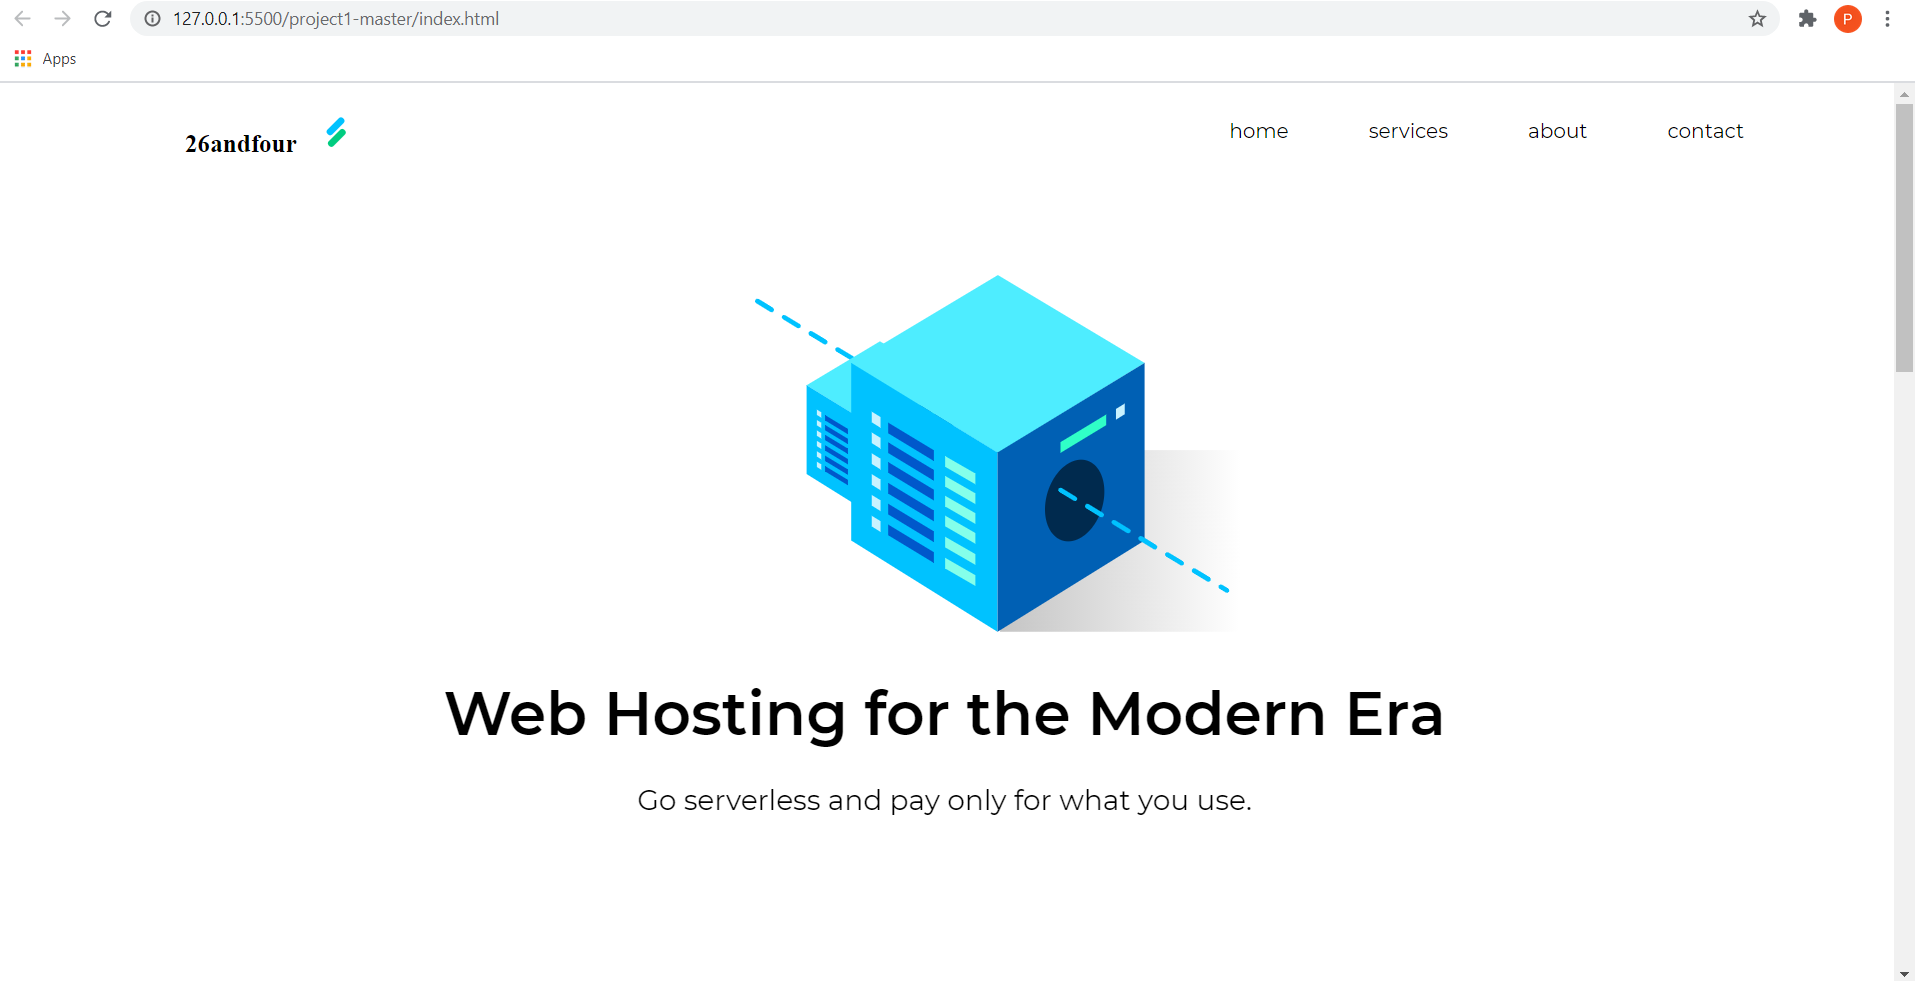 127.0.0.1:5500/project1-master/index.html
P
Apps
26andfour
home services about contact
Web Hosting for the Modern Era
Go serverless and pay only for what you use.